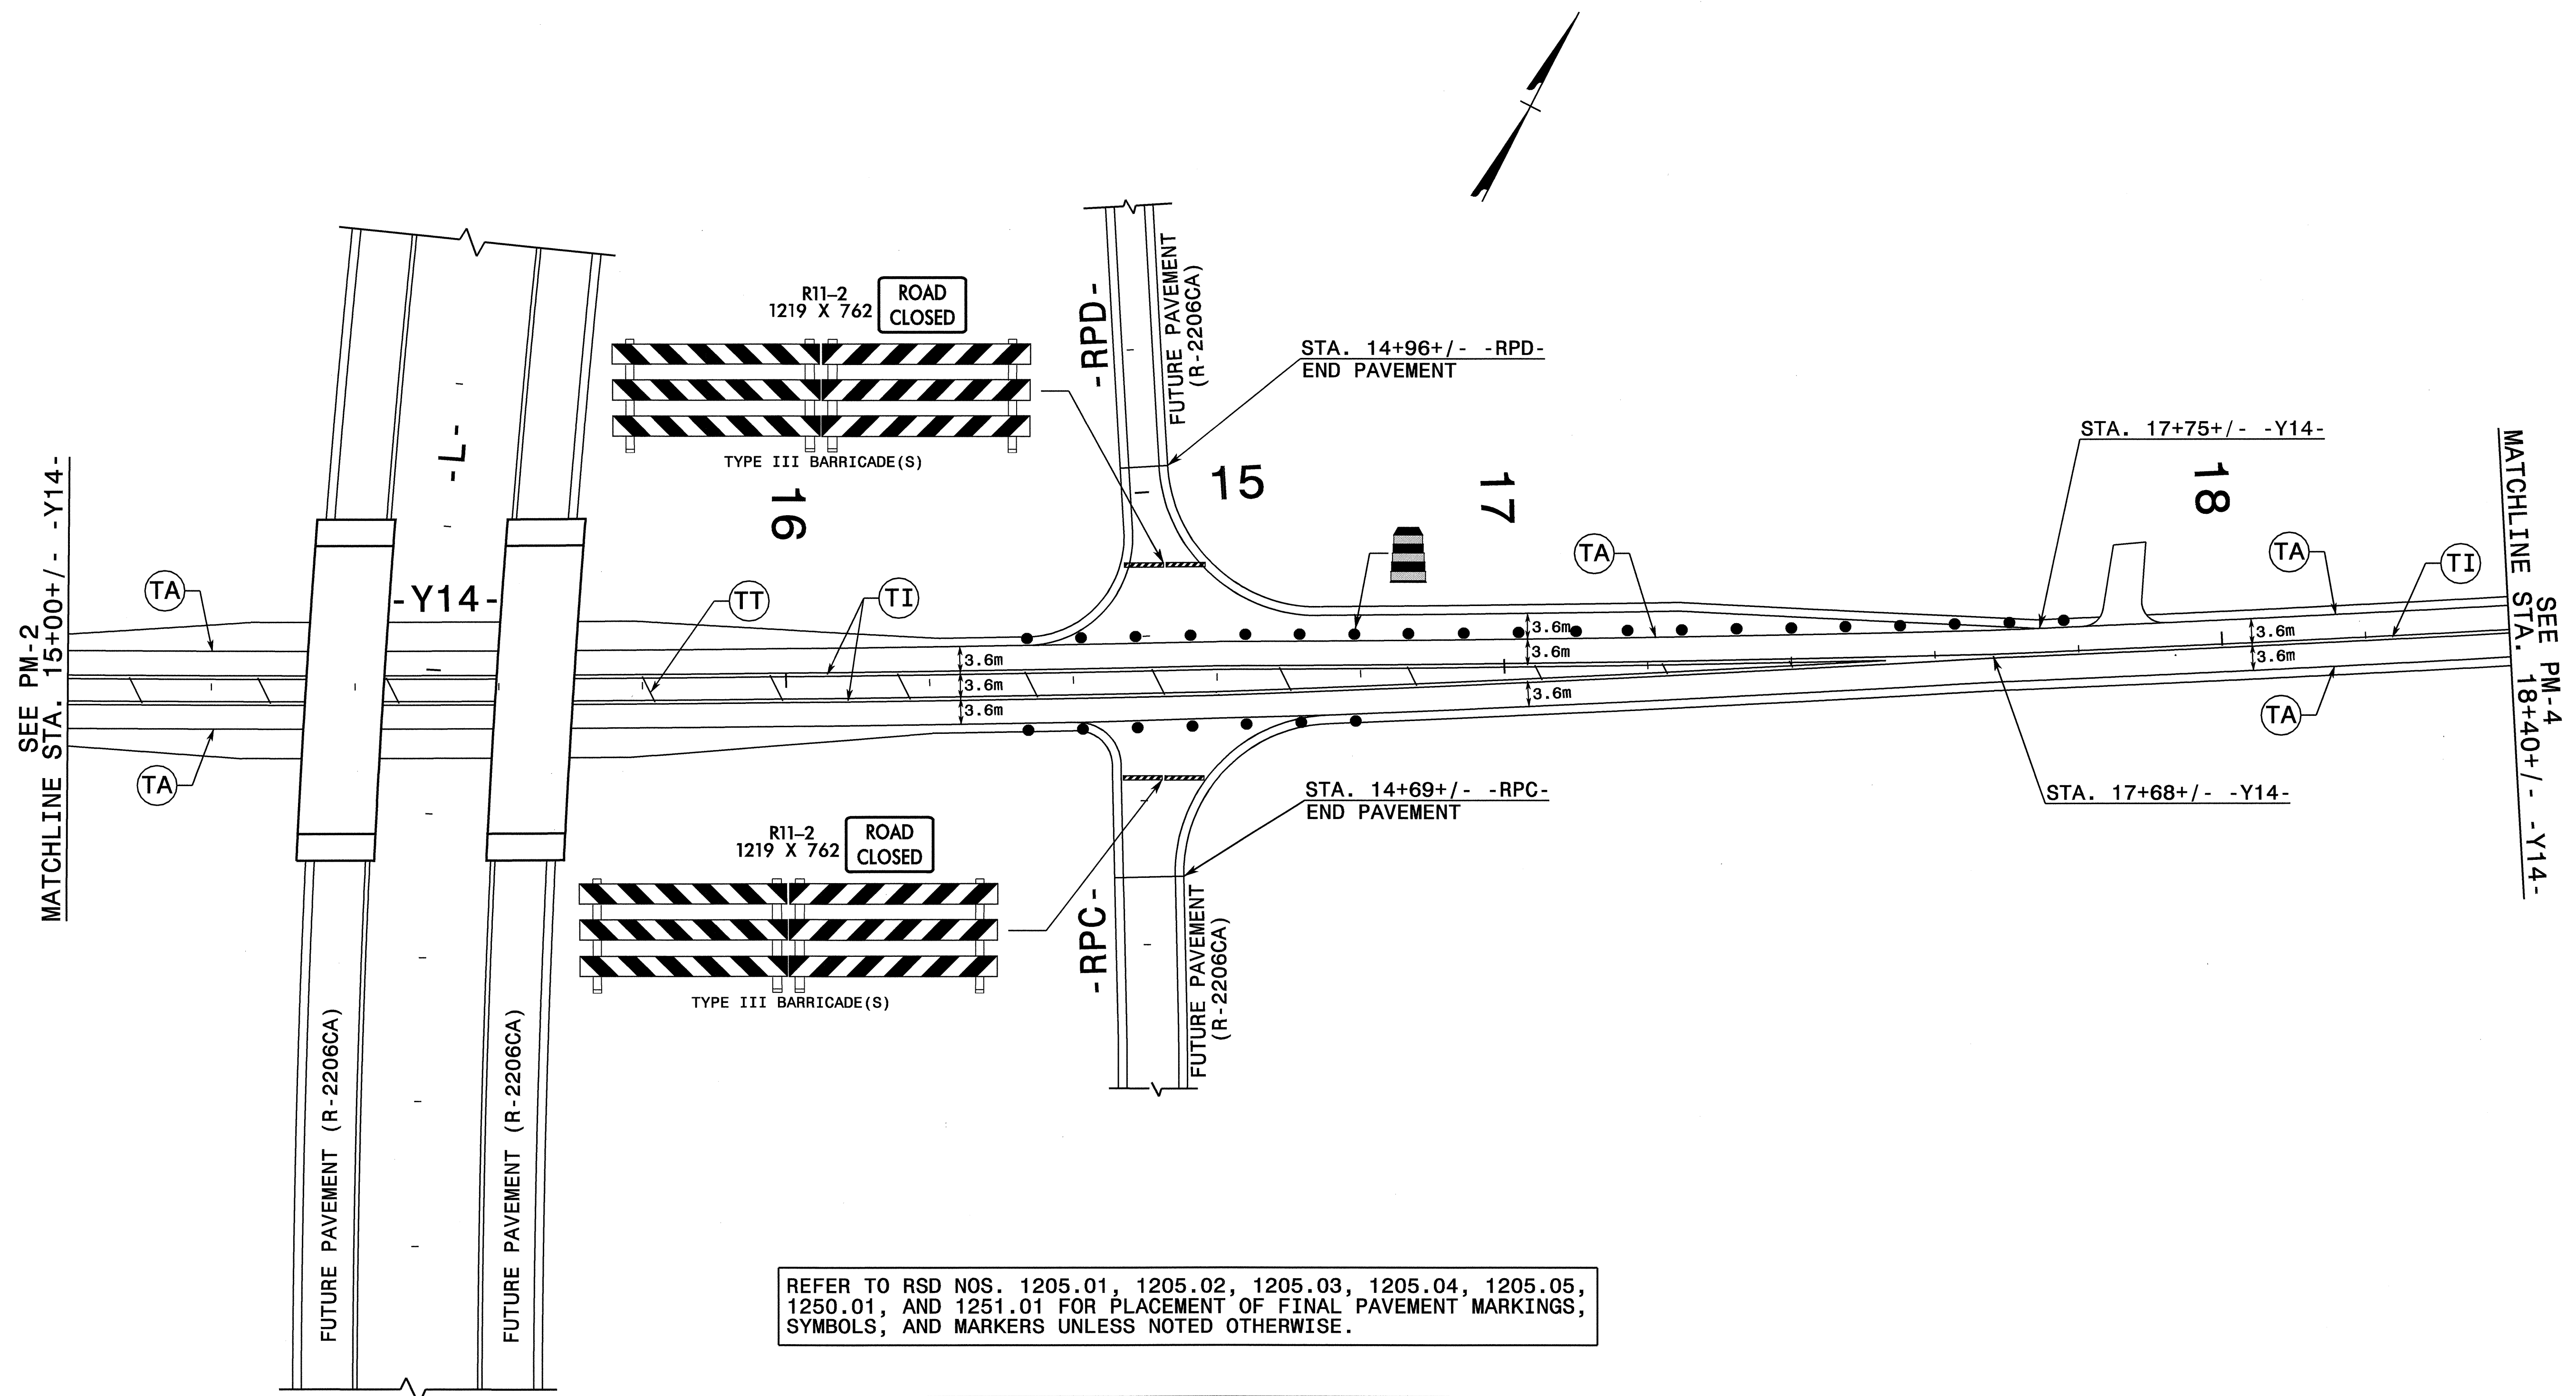 R11–2
1219 X 762
ROAD
CLOSED
TYPE III BARRICADE(S)
-RPD-
FUTURE PAVEMENT
(R-2206CA)
STA. 14+96+/- -RPD-
END PAVEMENT
STA. 17+75+/- -Y14-
-L-
16
15
17
18
SEE PM-2
MATCHLINE STA. 15+00+/- -Y14-
MATCHLINE STA. 18+40+/- -Y14-
SEE PM-4
TA
-Y14-
TT
TI
TA
TA
TI
3.6m
3.6m
3.6m
3.6m
3.6m
3.6m
3.6m
3.6m
TA
TA
STA. 14+69+/- -RPC-
END PAVEMENT
STA. 17+68+/- -Y14-
R11–2
1219 X 762
ROAD
CLOSED
TYPE III BARRICADE(S)
-RPC-
FUTURE PAVEMENT
(R-2206CA)
FUTURE PAVEMENT (R-2206CA)
FUTURE PAVEMENT (R-2206CA)
REFER TO RSD NOS. 1205.01, 1205.02, 1205.03, 1205.04, 1205.05,
1250.01, AND 1251.01 FOR PLACEMENT OF FINAL PAVEMENT MARKINGS,
SYMBOLS, AND MARKERS UNLESS NOTED OTHERWISE.